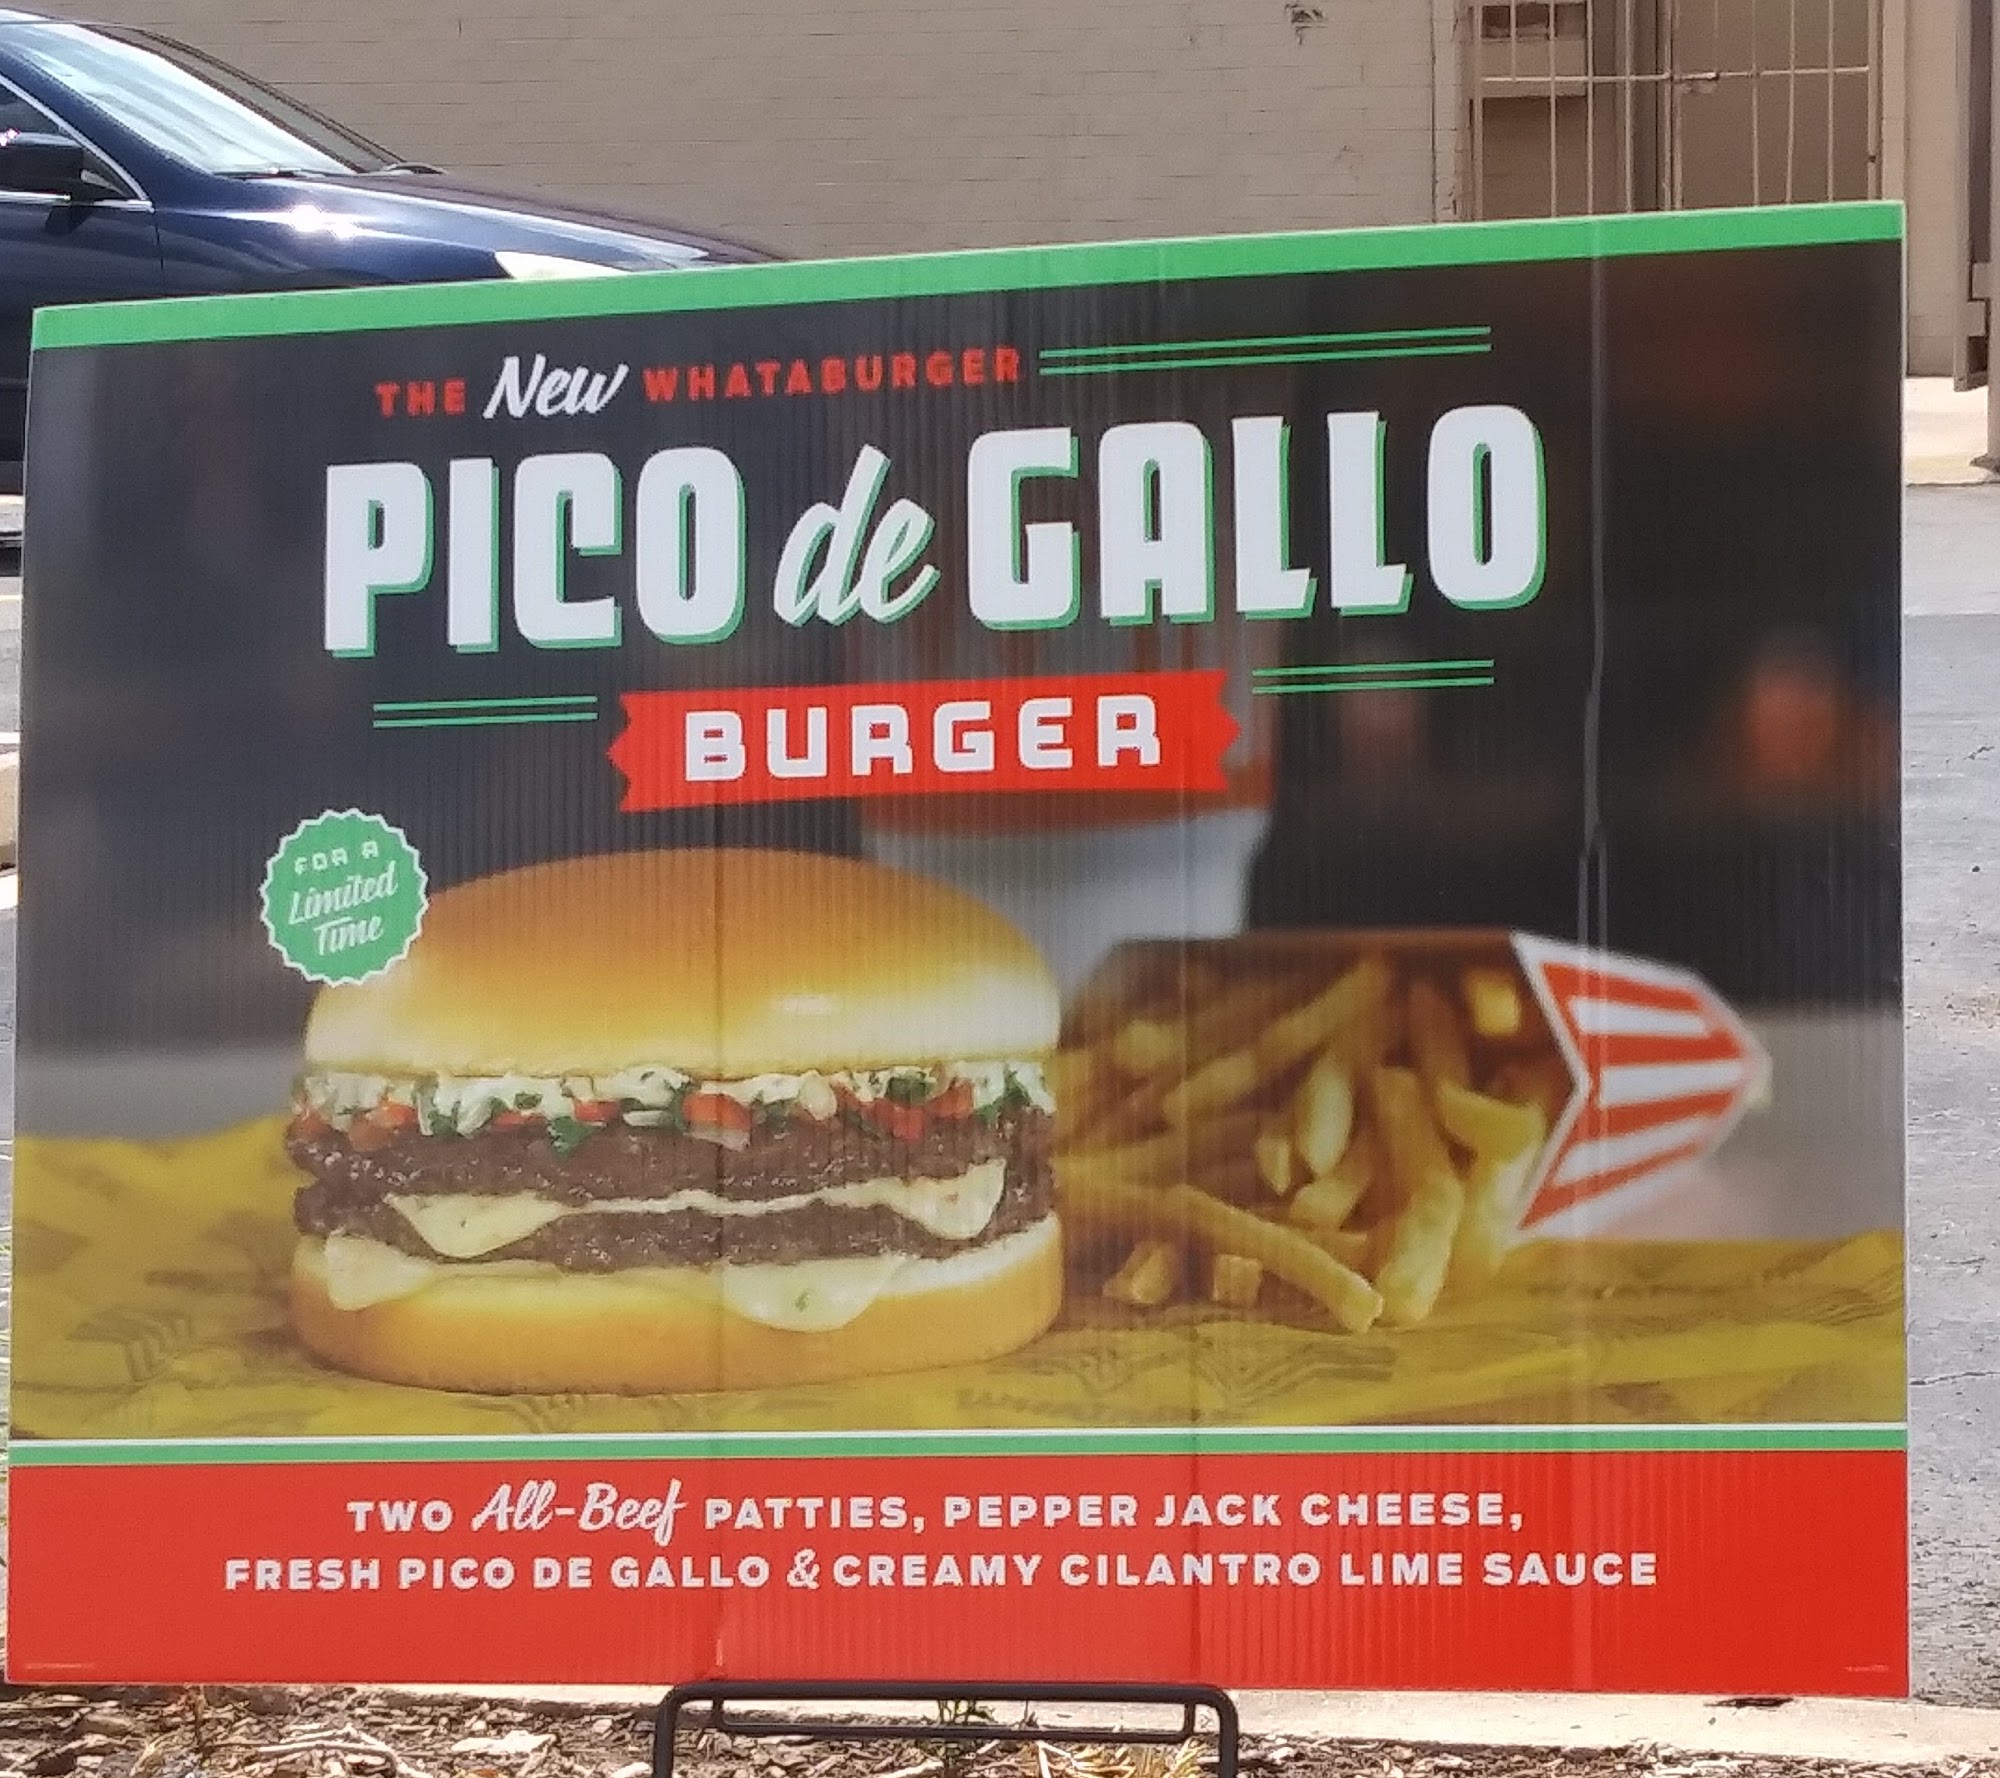 THE New WHATABURGER
PICO de GALLO
BURGER
FOR A
Limited
Time
TWO All-Beef PATTIES, PEPPER JACK CHEESE,
FRESH PICO DE GALLO & CREAMY CILANTRO LIME SAUCE